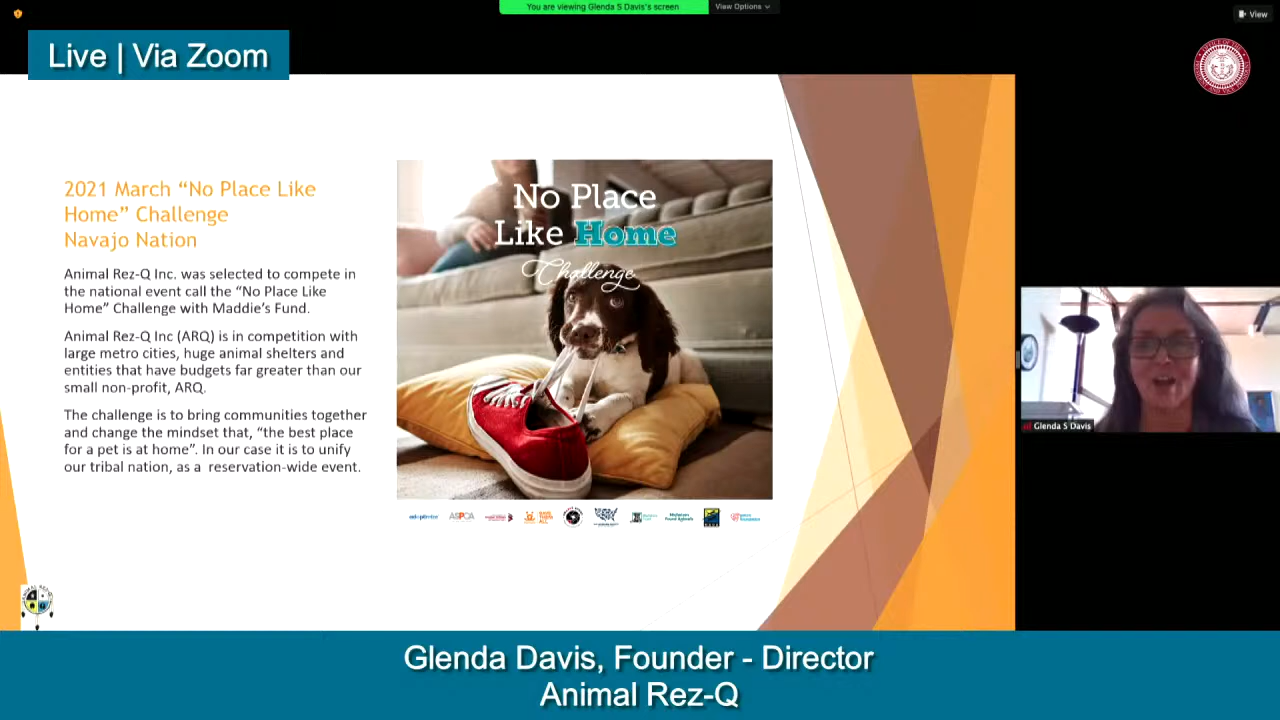 You are viewing Glenda S Davis's screen
View Options
View
Live | Via Zoom
2021 March “No Place Like
Home” Challenge
Navajo Nation
Animal Rez-Q Inc. was selected to compete in
the national event call the “No Place Like
Home” Challenge with Maddie’s Fund.
Animal Rez-Q Inc (ARQ) is in competition with
large metro cities, huge animal shelters and
entities that have budgets far greater than our
small non-profit, ARQ.
The challenge is to bring communities together
and change the mindset that, “the best place
for a pet is at home”. In our case it is to unify
our tribal nation, as a reservation-wide event.
No Place
Like Home
Challenge
ASPCA
Glenda S Davis
Glenda Davis, Founder - Director
Animal Rez-Q